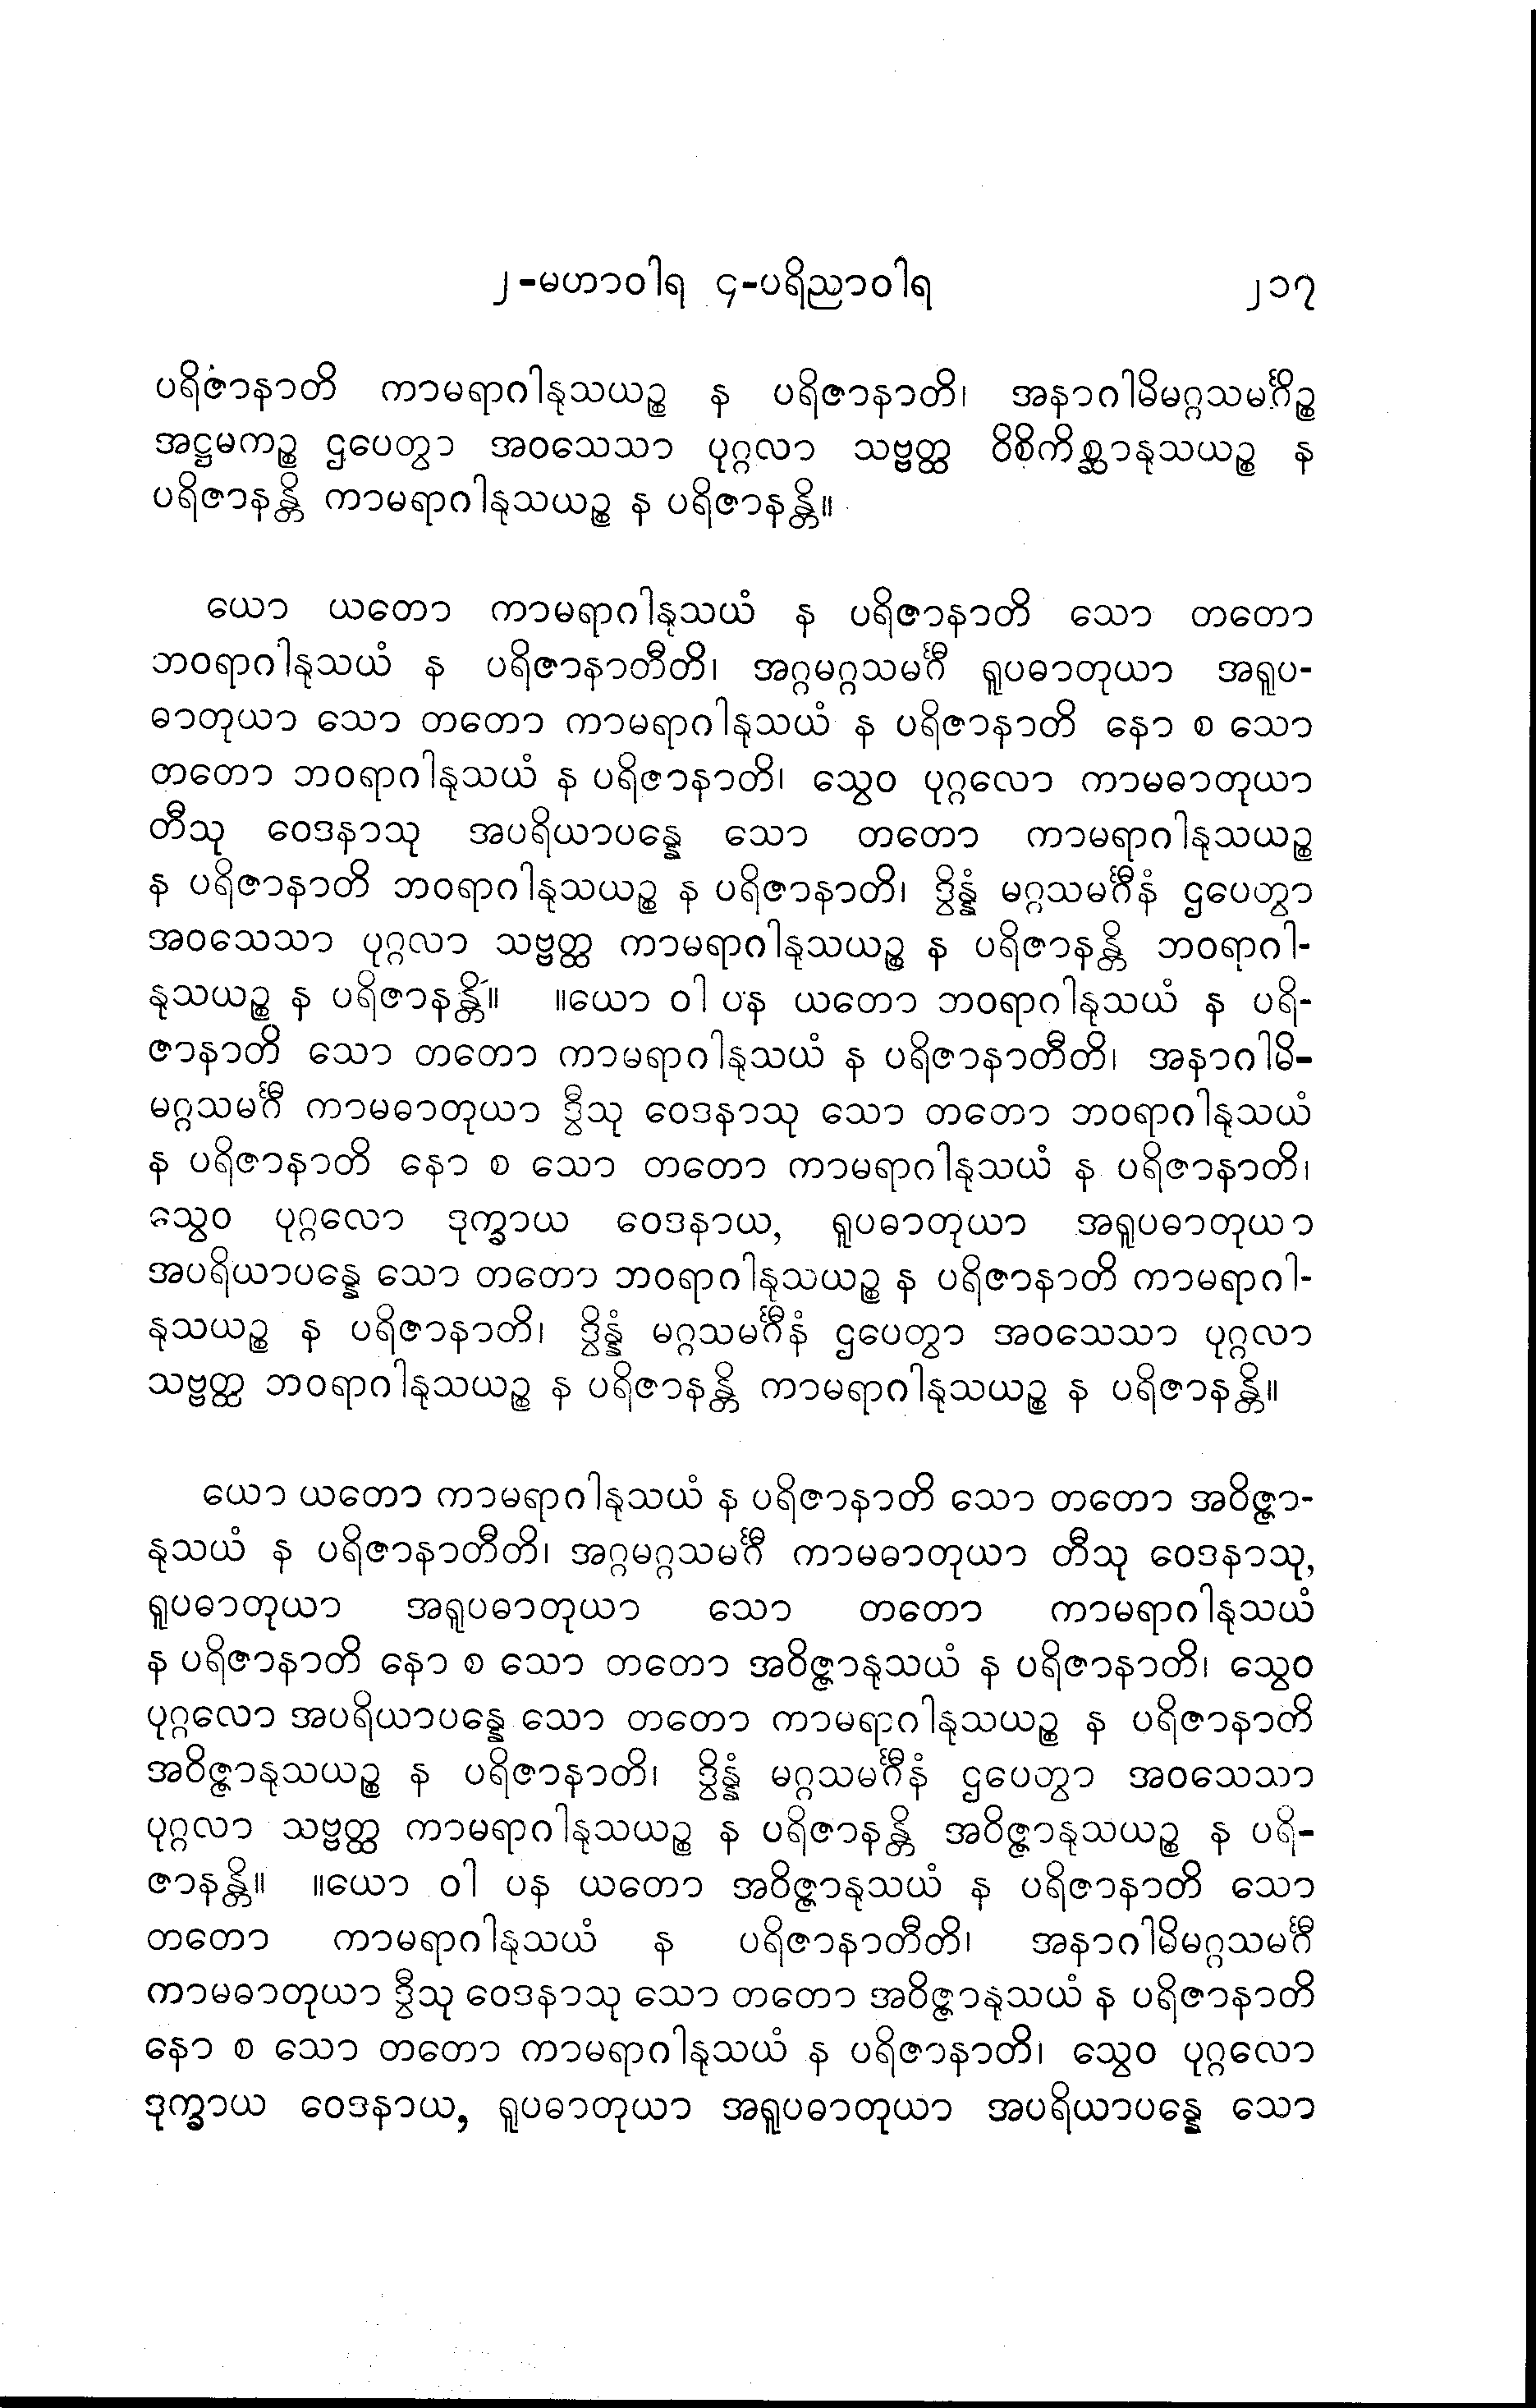 ၂-မဟာဝါရ ၄-ပရိညာဝါရ ၂၁၇
ပရိဇာနာတိ ကာမရာဂါနုသယဉ္စ န ပရိဇာနာတိ၊ အနာဂါမိမဂ္ဂသမင်္ဂိဉ္စ
အဋ္ဌမကဉ္စ ဌပေတွာ အဝသေသာ ပုဂ္ဂလာ သဗ္ဗတ္ထ ဝိစိကိစ္ဆာနုသယဉ္စ န
ပရိဇာနန္တိ ကာမရာဂါနုသယဉ္စ န ပရိဇာနန္တိ။
ယော ယတော ကာမရာဂါနုသယံ န ပရိဇာနာတိ သော တတော
ဘဝရာဂါနုသယံ န ပရိဇာနာတီတိ၊ အဂ္ဂမဂ္ဂသမင်္ဂီ ရူပဓာတုယာ အရူပ-
ဓာတုယာ သော တတော ကာမရာဂါနုသယံ န ပရိဇာနာတိ နော စ သော
တတော ဘဝရာဂါနုသယံ န ပရိဇာနာတိ၊ သွေဝ ပုဂ္ဂလော ကာမဓာတုယာ
တီသု ဝေဒနာသု အပရိယာပန္နေ သော တတော ကာမရာဂါနုသယဉ္စ
န ပရိဇာနာတိ ဘဝရာဂါနုသယဉ္စ န ပရိဇာနာတိ၊ ဒွိန္နံ မဂ္ဂသမင်္ဂီနံ ဌပေတွာ
အဝသေသာ ပုဂ္ဂလာ သဗ္ဗတ္ထ ကာမရာဂါနုသယဉ္စ န ပရိဇာနန္တိ ဘဝရာဂါ-
နုသယဉ္စ န ပရိဇာနန္တိ။ ။ယော ဝါ ပန ယတော ဘဝရာဂါနုသယံ န ပရိ-
ဇာနာတိ သော တတော ကာမရာဂါနုသယံ န ပရိဇာနာတီတိ၊ အနာဂါမိ-
မဂ္ဂသမင်္ဂီ ကာမဓာတုယာ ဒွီသု ဝေဒနာသု သော တတော ဘဝရာဂါနုသယံ
န ပရိဇာနာတိ နော စ သော တတော ကာမရာဂါနုသယံ န ပရိဇာနာတိ၊
သွေဝ ပုဂ္ဂလော ဒုက္ခာယ ဝေဒနာယ, ရူပဓာတုယာ အရူပဓာတုယာ
အပရိယာပန္နေ သော တတော ဘဝရာဂါနုသယဉ္စ န ပရိဇာနာတိ ကာမရာဂါ-
နုသယဉ္စ န ပရိဇာနာတိ၊ ဒွိန္နံ မဂ္ဂသမင်္ဂီနံ ဌပေတွာ အဝသေသာ ပုဂ္ဂလာ
သဗ္ဗတ္ထ ဘဝရာဂါနုသယဉ္စ န ပရိဇာနန္တိ ကာမရာဂါနုသယဉ္စ န ပရိဇာနန္တိ။
ယော ယတော ကာမရာဂါနုသယံ န ပရိဇာနာတိ သော တတော အဝိဇ္ဇာ-
နုသယံ န ပရိဇာနာတီတိ၊ အဂ္ဂမဂ္ဂသမင်္ဂီ ကာမဓာတုယာ တီသု ဝေဒနာသု,
ရူပဓာတုယာ အရူပဓာတုယာ သော တတော ကာမရာဂါနုသယံ
န ပရိဇာနာတိ နော စ သော တတော အဝိဇ္ဇာနုသယံ န ပရိဇာနာတိ၊ သွေဝ
ပုဂ္ဂလော အပရိယာပန္နေ သော တတော ကာမရာဂါနုသယဉ္စ န ပရိဇာနာတိ
အဝိဇ္ဇာနုသယဉ္စ န ပရိဇာနာတိ၊ ဒွိန္နံ မဂ္ဂသမင်္ဂီနံ ဌပေတွာ အဝသေသာ
ပုဂ္ဂလာ သဗ္ဗတ္ထ ကာမရာဂါနုသယဉ္စ န ပရိဇာနန္တိ အဝိဇ္ဇာနုသယဉ္စ န ပရိ-
ဇာနန္တိ။ ။ယော ဝါ ပန ယတော အဝိဇ္ဇာနုသယံ န ပရိဇာနာတိ သော
တတော ကာမရာဂါနုသယံ န ပရိဇာနာတီတိ၊ အနာဂါမိမဂ္ဂသမင်္ဂီ
ကာမဓာတုယာ ဒွီသု ဝေဒနာသု သော တတော အဝိဇ္ဇာနုသယံ န ပရိဇာနာတိ
နော စ သော တတော ကာမရာဂါနုသယံ န ပရိဇာနာတိ၊ သွေဝ ပုဂ္ဂလော
ဒုက္ခာယ ဝေဒနာယ, ရူပဓာတုယာ အရူပဓာတုယာ အပရိယာပန္နေ သော